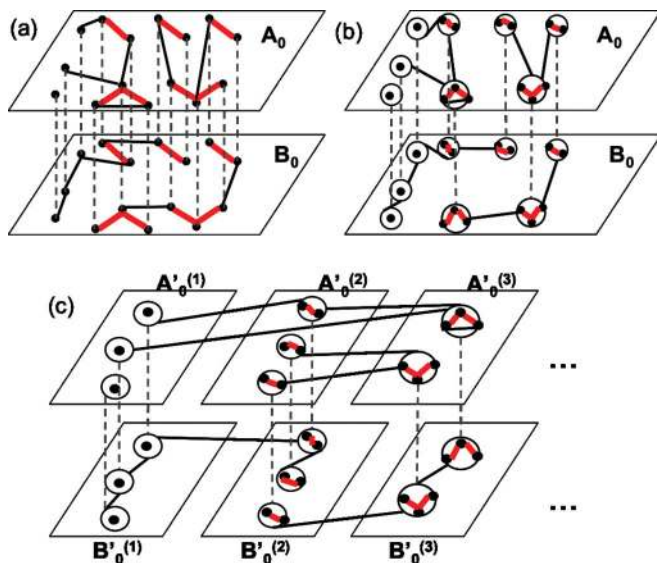 (a)
A₀
B₀
(b)
A₀
B₀
(c)
A'₀⁽¹⁾
A'₀⁽²⁾
A'₀⁽³⁾
...
...
B'₀⁽¹⁾
B'₀⁽²⁾
B'₀⁽³⁾